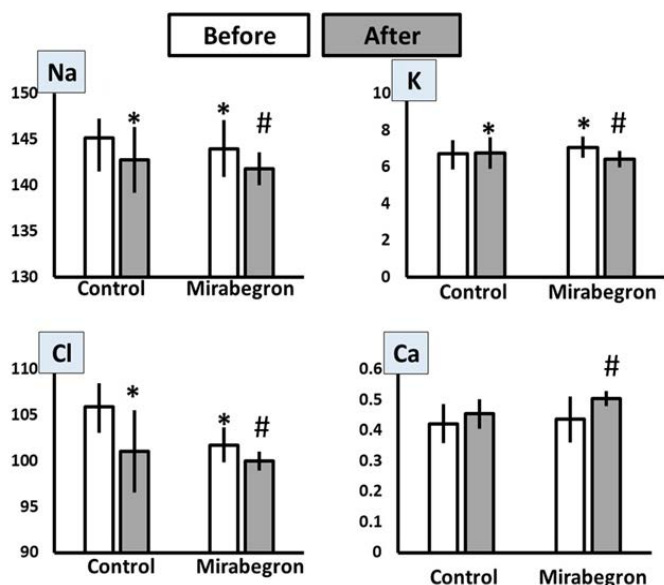 Before After
Na
150
145
140
135
130
* * #
Control Mirabegron
K
10
8
6
4
2
0
* * #
Control Mirabegron
Cl
110
105
100
95
90
* * #
Control Mirabegron
Ca
0.6
0.5
0.4
0.3
0.2
0.1
0
#
Control Mirabegron